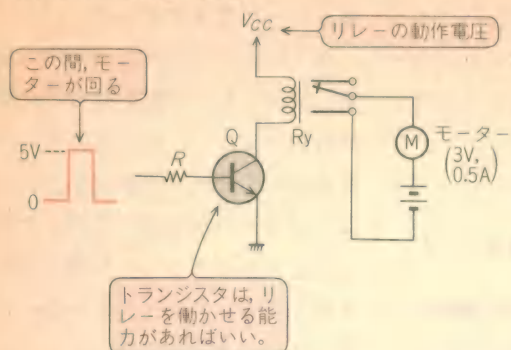 VCC
リレーの動作電圧
この間,モー
ターが回る
Q
Ry
モーター
(3V,
0.5A)
M
5V
R
0
トランジスタは,リ
レーを働かせる能
力があればいい。